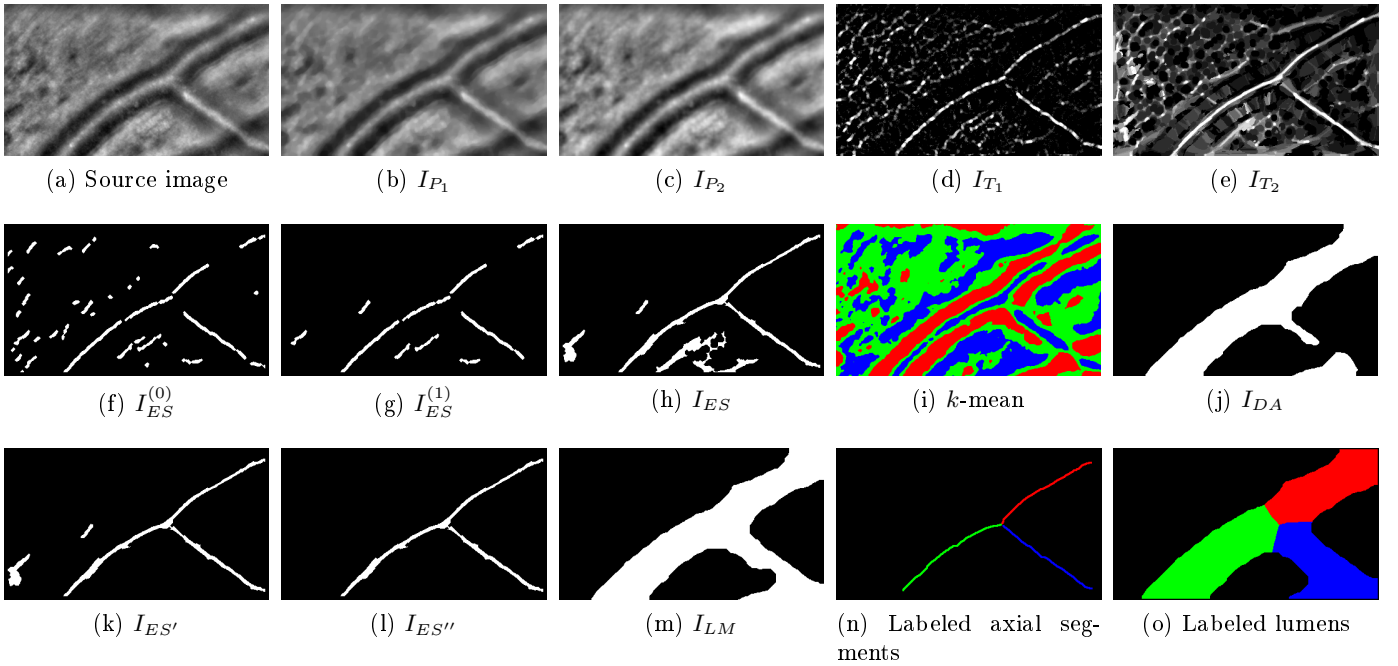 (a) Source image
(b) I_{P_1}
(c) I_{P_2}
(d) I_{T_1}
(e) I_{T_2}
(f) I_{ES}^{(0)}
(g) I_{ES}^{(1)}
(h) I_{ES}
(i) k-mean
(j) I_{DA}
(k) I_{ES'}
(l) I_{ES''}
(m) I_{LM}
(n) Labeled axial seg-
ments
(o) Labeled lumens